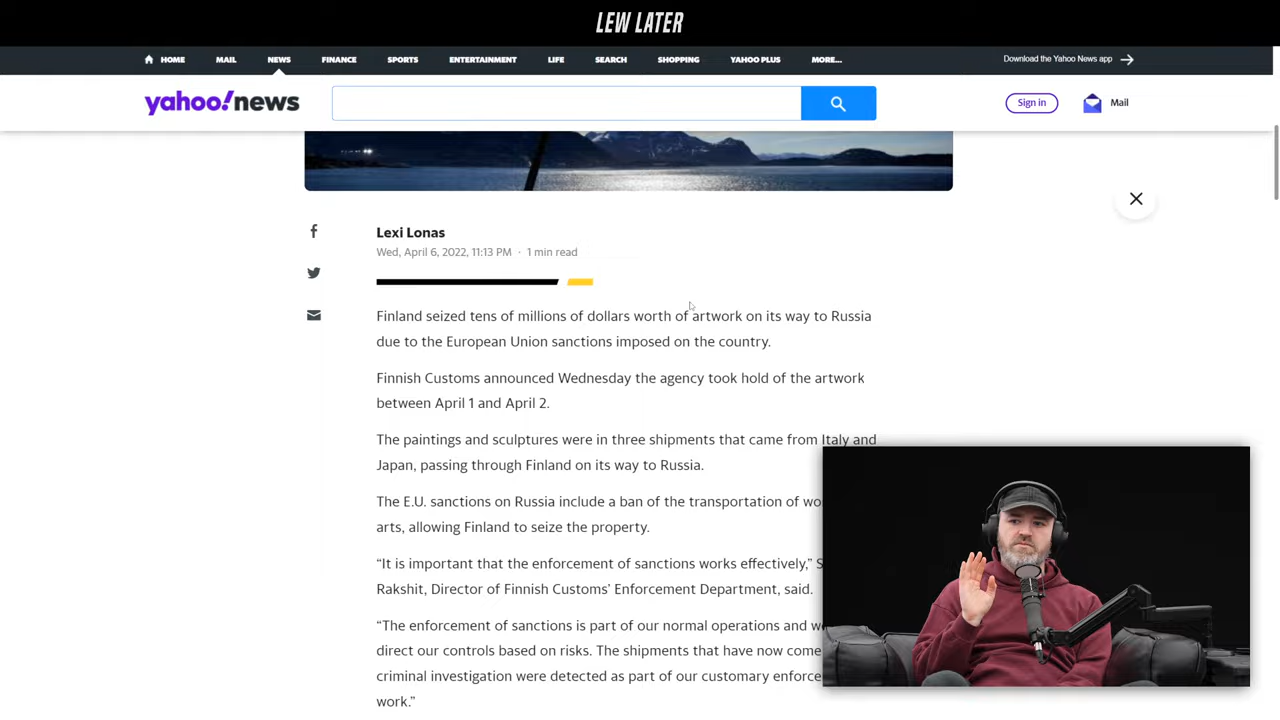 LEW LATER
HOME MAIL NEWS FINANCE SPORTS ENTERTAINMENT LIFE SEARCH SHOPPING YAHOO PLUS MORE... Download the Yahoo News app
yahoo!news Sign in Mail
Lexi Lonas
Wed, April 6, 2022, 11:13 PM · 1 min read
Finland seized tens of millions of dollars worth of artwork on its way to Russia
due to the European Union sanctions imposed on the country.
Finnish Customs announced Wednesday the agency took hold of the artwork
between April 1 and April 2.
The paintings and sculptures were in three shipments that came from Italy and
Japan, passing through Finland on its way to Russia.
The E.U. sanctions on Russia include a ban of the transportation of
arts, allowing Finland to seize the property.
“It is important that the enforcement of sanctions works effectively,”
Rakshit, Director of Finnish Customs’ Enforcement Department, said.
“The enforcement of sanctions is part of our normal operations and
direct our controls based on risks. The shipments that have now come
criminal investigation were detected as part of our customary
work.”